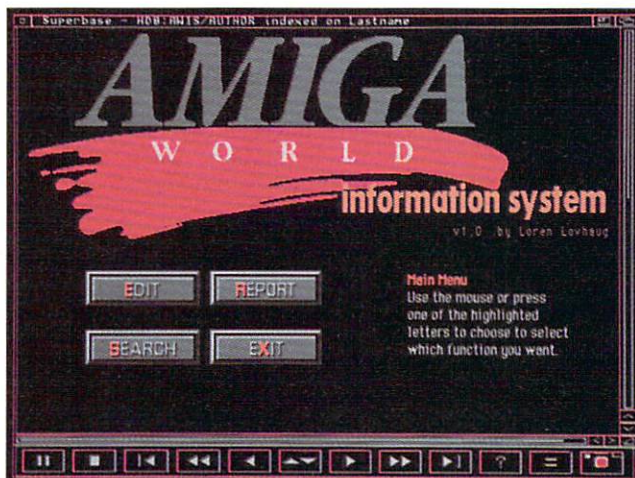 Superbase - HDB:AWIS/AUTHOR indexed on Lastname
AMIGA
WORLD
information system
v1.0 by Loren Lovhaug
EDIT
REPORT
SEARCH
EXIT
Main Menu
Use the mouse or press
one of the highlighted
letters to choose to select
which function you want.
? =